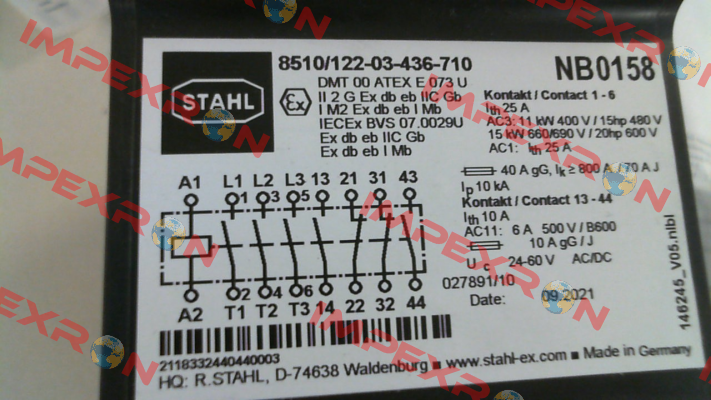 8510/122-03-436-710
NB0158
STAHL
Ex
DMT 00 ATEX E 073 U
II 2 G Ex db eb IIC Gb
I M2 Ex db eb I Mb
IECEx BVS 07.0029U
Ex db eb IIC Gb
Ex db eb I Mb
Kontakt / Contact 1 - 6
Ith 25 A
AC3: 11 kW 400 V / 15hp 480 V
15 kW 660/690 V / 20hp 600 V
AC1: Ith 25 A
40 A gG, Ik ≥ 800 A / 70 A J
Ip 10 kA
Kontakt / Contact 13 - 44
Ith 10 A
AC11: 6 A 500 V / B600
10 A gG / J
Uc 24-60 V AC/DC
027891/10
Date: 09.2021
A1 L1 L2 L3 13 21 31 43
1 3 5
2 4 6
A2 T1 T2 T3 14 22 32 44
2118332440440003
HQ: R.STAHL, D-74638 Waldenburg ■ www.stahl-ex.com ■ Made in Germany
146245_V05.nlbl
IMPEXRON